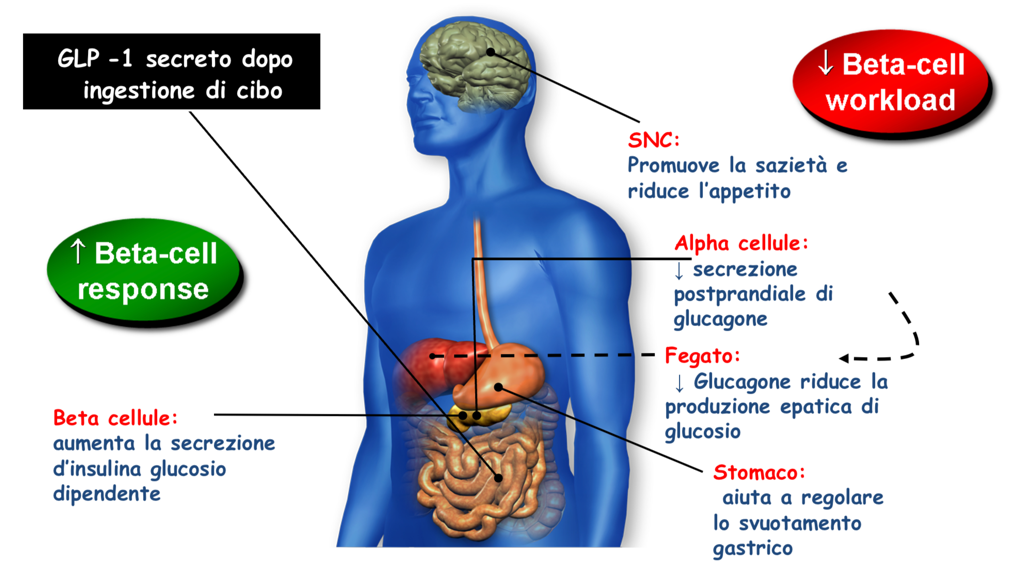 GLP -1 secreto dopo
ingestione di cibo
↓ Beta-cell
workload
SNC:
Promuove la sazietà e
riduce l'appetito
↑ Beta-cell
response
Alpha cellule:
↓ secrezione
postprandiale di
glucagone
Fegato:
↓ Glucagone riduce la
produzione epatica di
glucosio
Beta cellule:
aumenta la secrezione
d'insulina glucosio
dipendente
Stomaco:
aiuta a regolare
lo svuotamento
gastrico